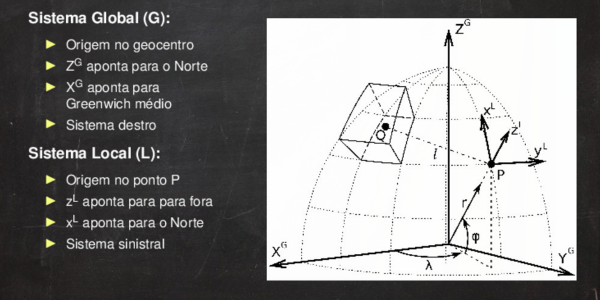 Sistema Global (G):
Origem no geocentro
Z^G aponta para o Norte
X^G aponta para
Greenwich médio
Sistema destro
Sistema Local (L):
Origem no ponto P
z^L aponta para para fora
x^L aponta para o Norte
Sistema sinistral
Z^G
x^L
z^l
y^L
Q
l
P
r
φ
λ
X^G
Y^G